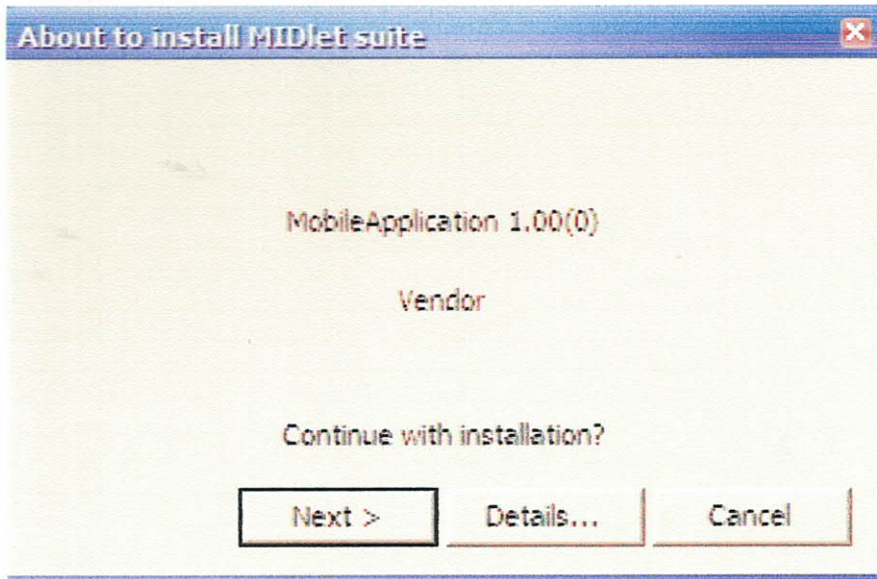 About to install MIDlet suite
MobileApplication 1.00(0)
Vendor
Continue with installation?
Next >
Details...
Cancel